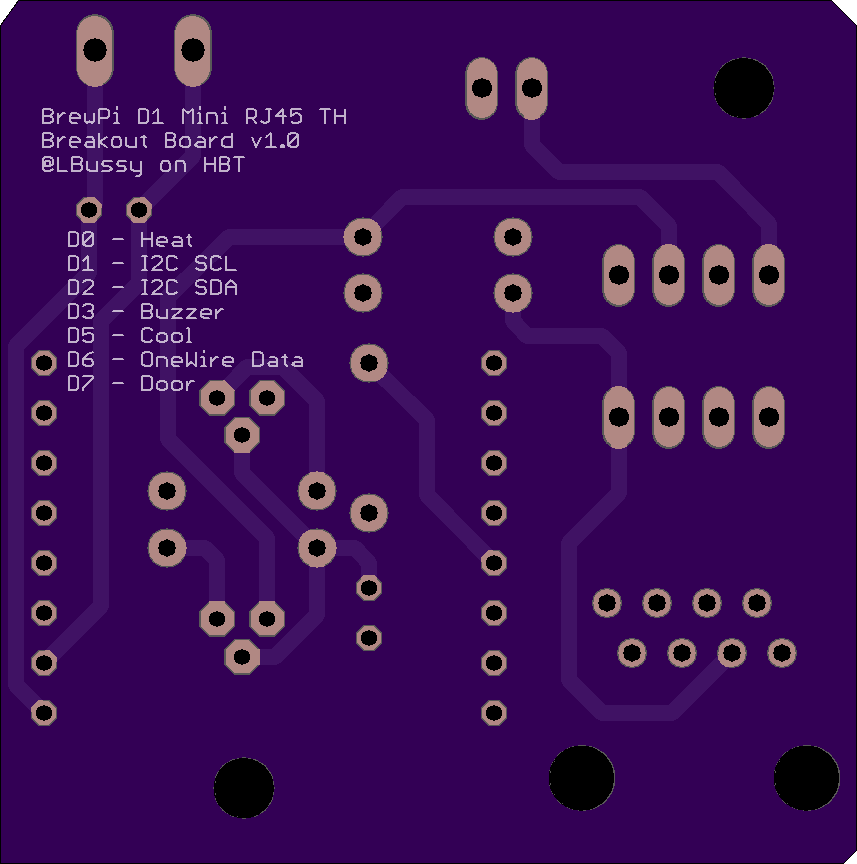 BrewPi D1 Mini RJ45 TH
Breakout Board v1.0
@LBussy on HBT
D0 - Heat
D1 - I2C SCL
D2 - I2C SDA
D3 - Buzzer
D5 - Cool
D6 - OneWire Data
D7 - Door